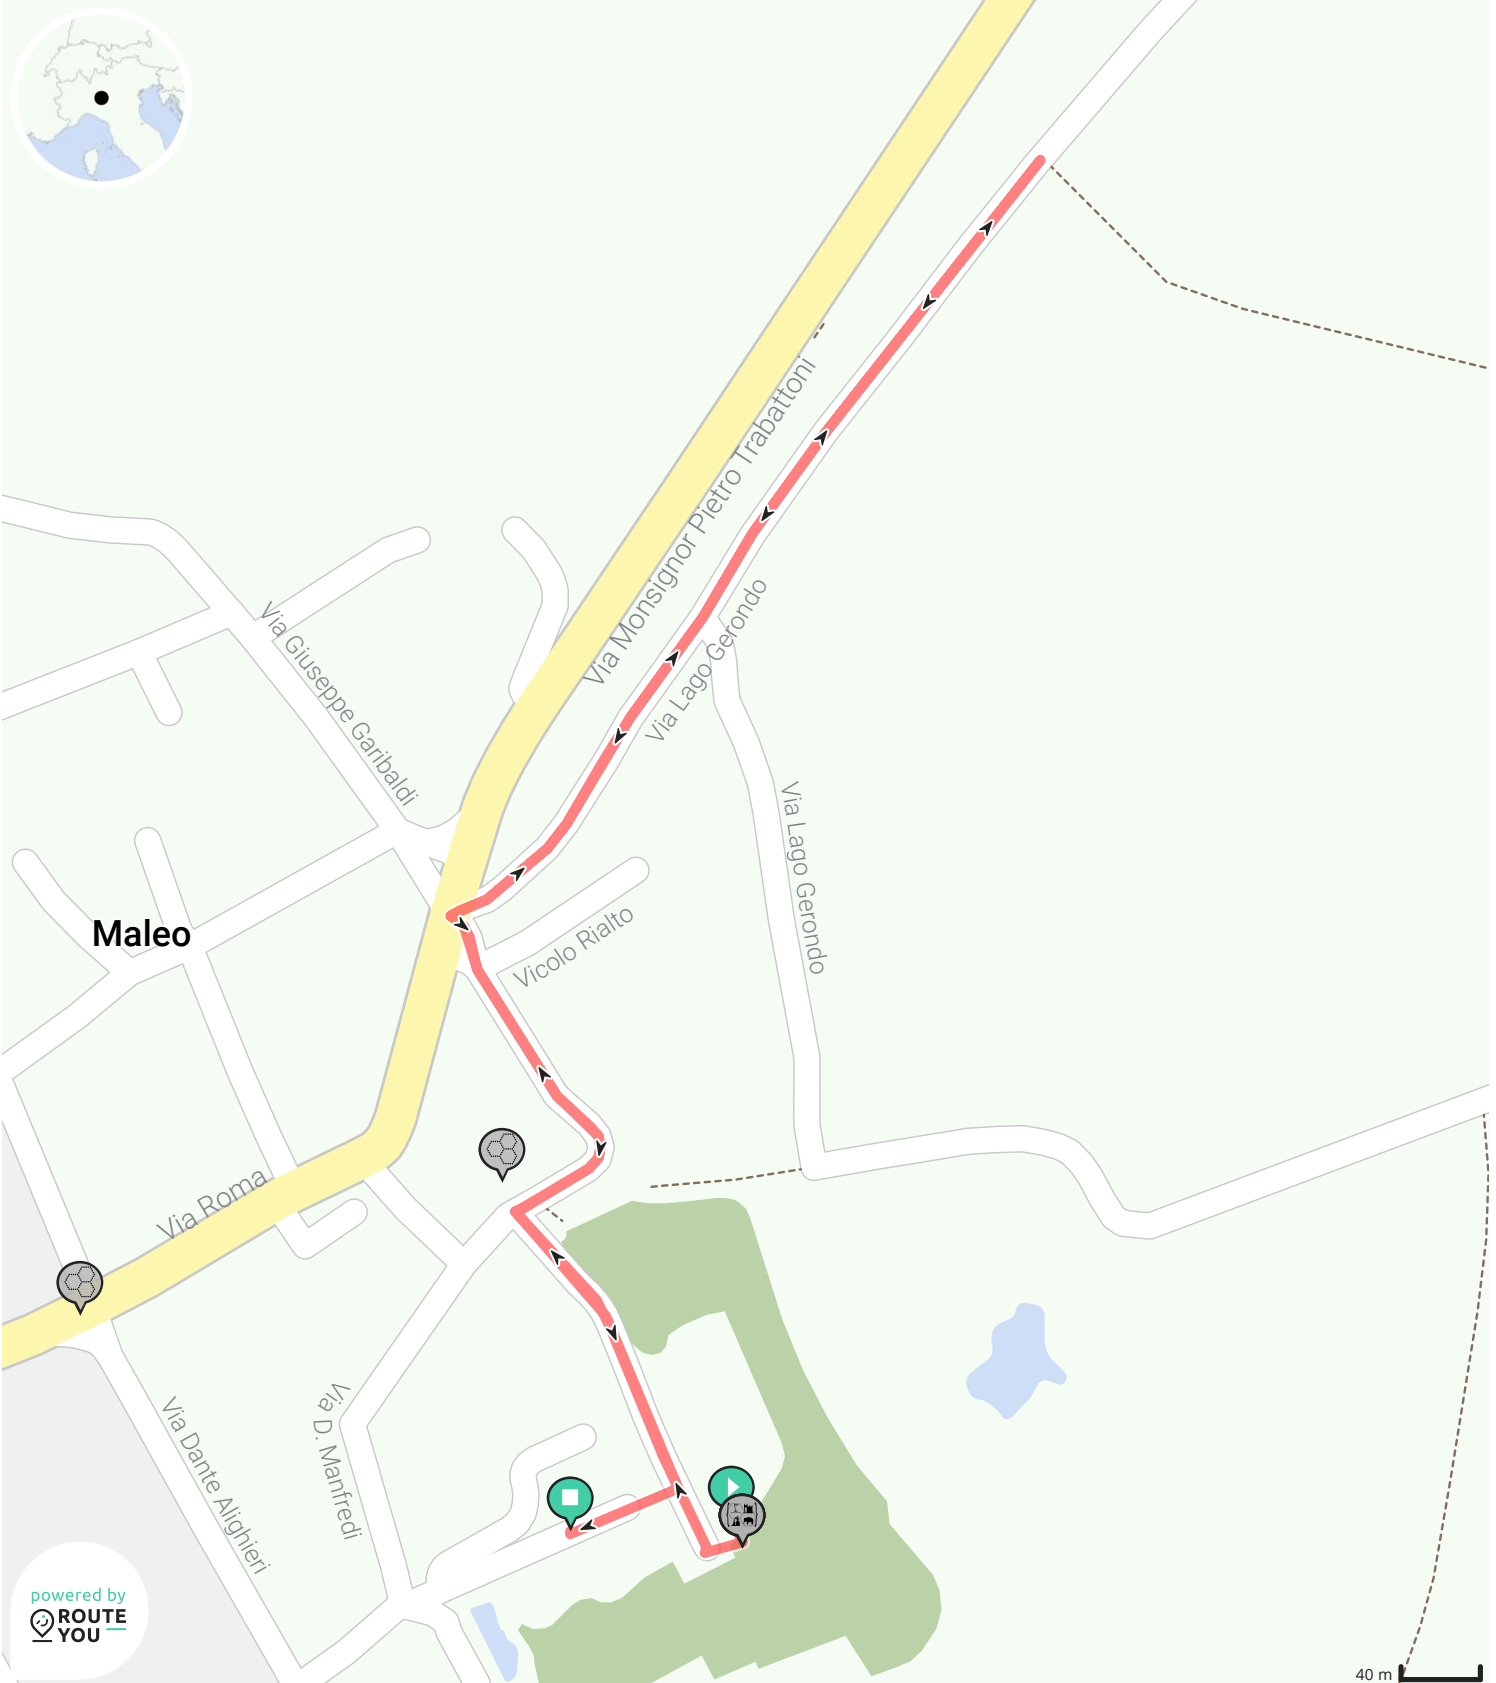 Via Monsignor Pietro Trabattoni
Via Lago Gerondo
Via Giuseppe Garibaldi
Via Lago Gerondo
Maleo
Vicolo Rialto
Via Roma
Via D. Manfredi
Via Dante Alighieri
powered by
ROUTE
YOU
40 m